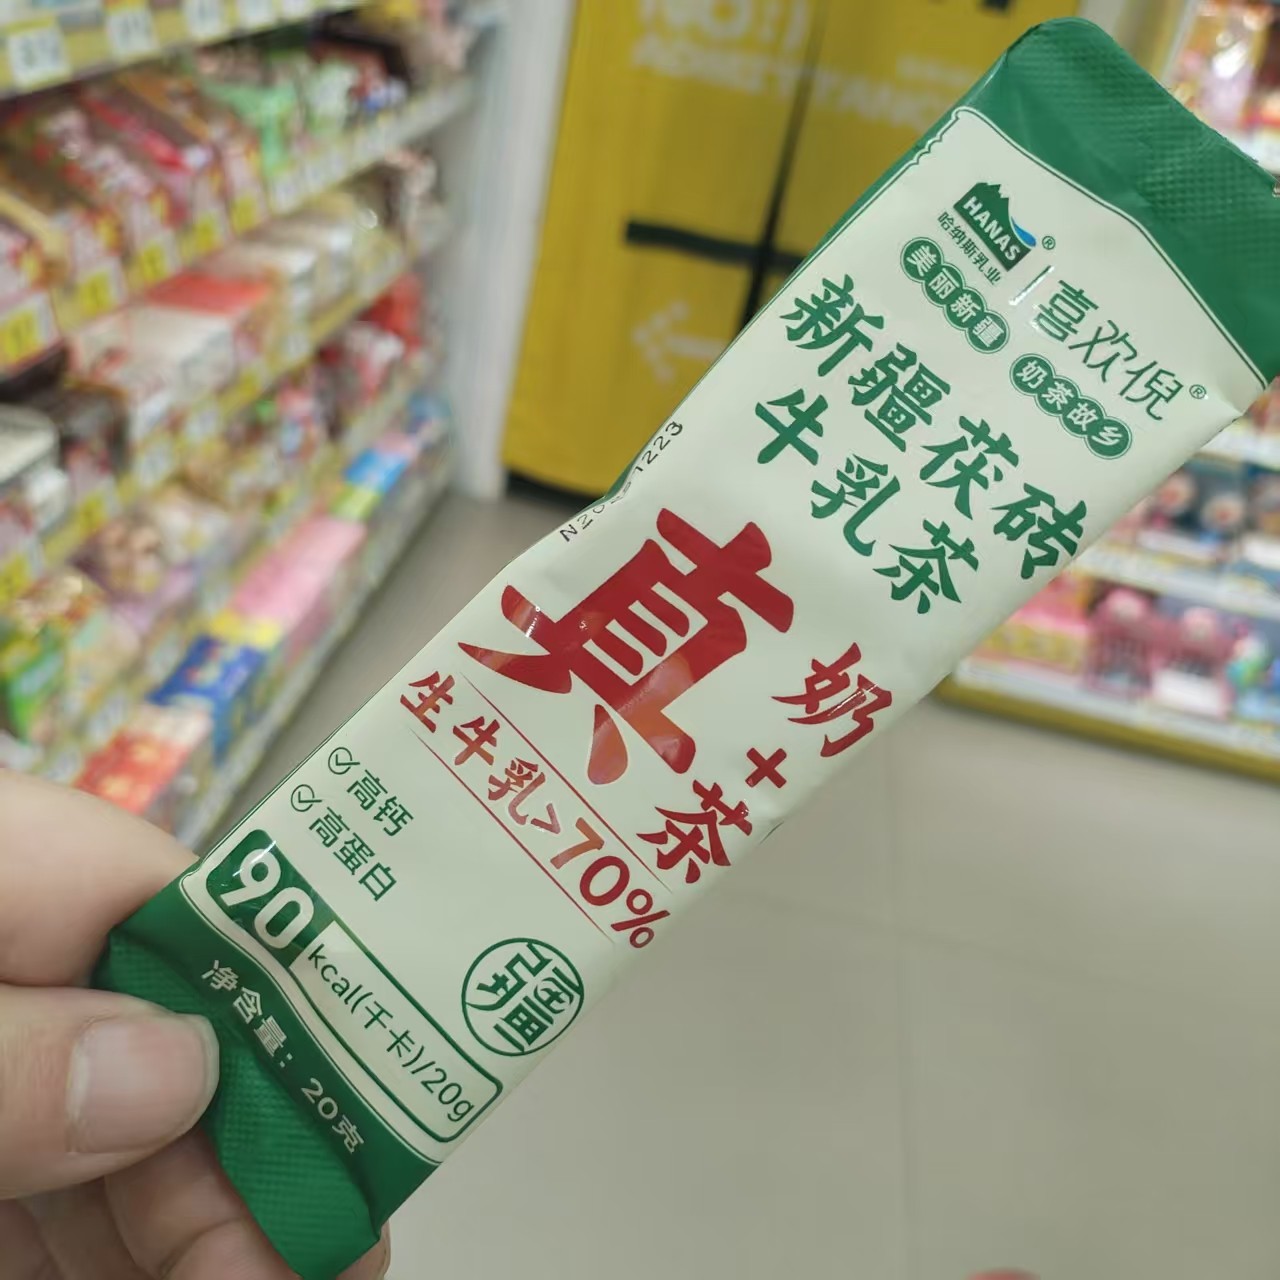 HANAS®
哈纳斯乳业
喜欢倪®
美丽新疆
奶茶故乡
新疆茯砖
牛乳茶
真
奶
+
茶
生牛乳>70%
高钙
高蛋白
疆
90
kcal(千卡)/20g
净含量：20克
NO!!